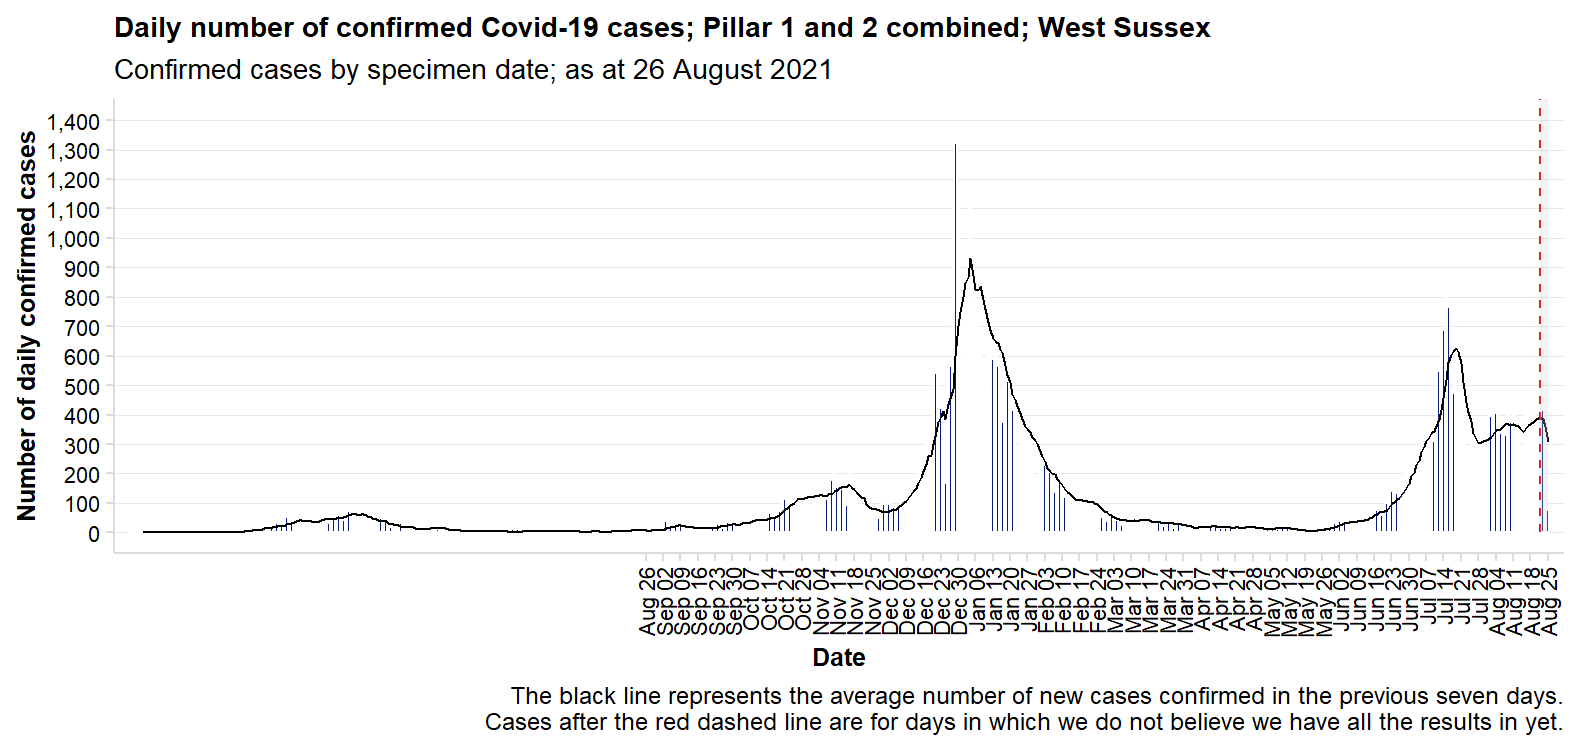 Daily number of confirmed Covid-19 cases; Pillar 1 and 2 combined; West Sussex
Confirmed cases by specimen date; as at 26 August 2021
Number of daily confirmed cases
1,400
1,300
1,200
1,100
1,000
900
800
700
600
500
400
300
200
100
0
Aug 26
Sep 02
Sep 09
Sep 16
Sep 23
Sep 30
Oct 07
Oct 14
Oct 21
Oct 28
Nov 04
Nov 11
Nov 18
Nov 25
Dec 02
Dec 09
Dec 16
Dec 23
Dec 30
Jan 06
Jan 13
Jan 20
Jan 27
Feb 03
Feb 10
Feb 17
Feb 24
Mar 03
Mar 10
Mar 17
Mar 24
Mar 31
Apr 07
Apr 14
Apr 21
Apr 28
May 05
May 12
May 19
May 26
Jun 02
Jun 09
Jun 16
Jun 23
Jun 30
Jul 07
Jul 14
Jul 21
Jul 28
Aug 04
Aug 11
Aug 18
Aug 25
Date
The black line represents the average number of new cases confirmed in the previous seven days.
Cases after the red dashed line are for days in which we do not believe we have all the results in yet.